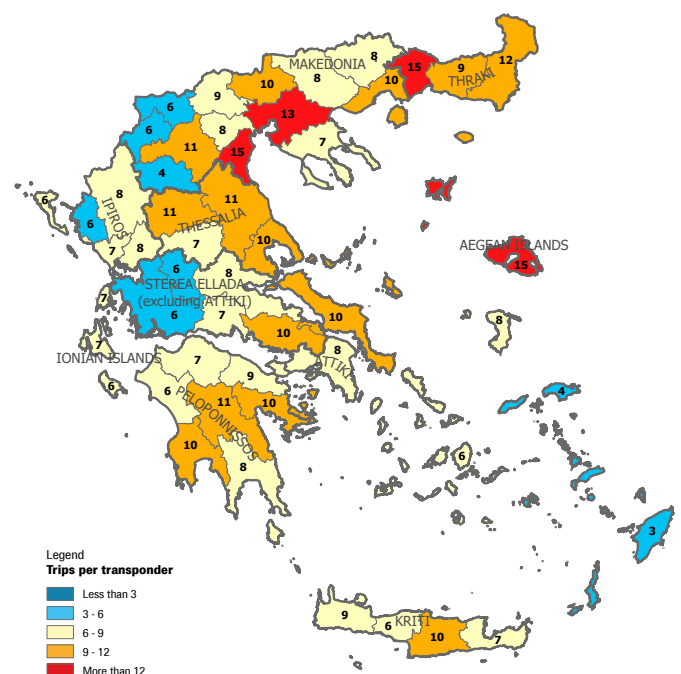 8
12
MAKEDONIA
15
9
THRAKI
10
8
10
9
6
13
8
6
7
11
15
4
8
11
6
IPIROS
11
THESSALIA
6
10
AEGEAN ISLANDS
7
8
7
15
6
8
STEREA ELLADA
(excluding ATTIKI)
7
6
7
10
8
10
7
8
IONIAN ISLANDS
7
ATTIKI
9
6
6
PELOPONNISOS
11
10
4
10
6
8
3
Legend
Trips per transponder
Less than 3
3 - 6
6 - 9
9 - 12
More than 12
9
6
KRITI
10
7